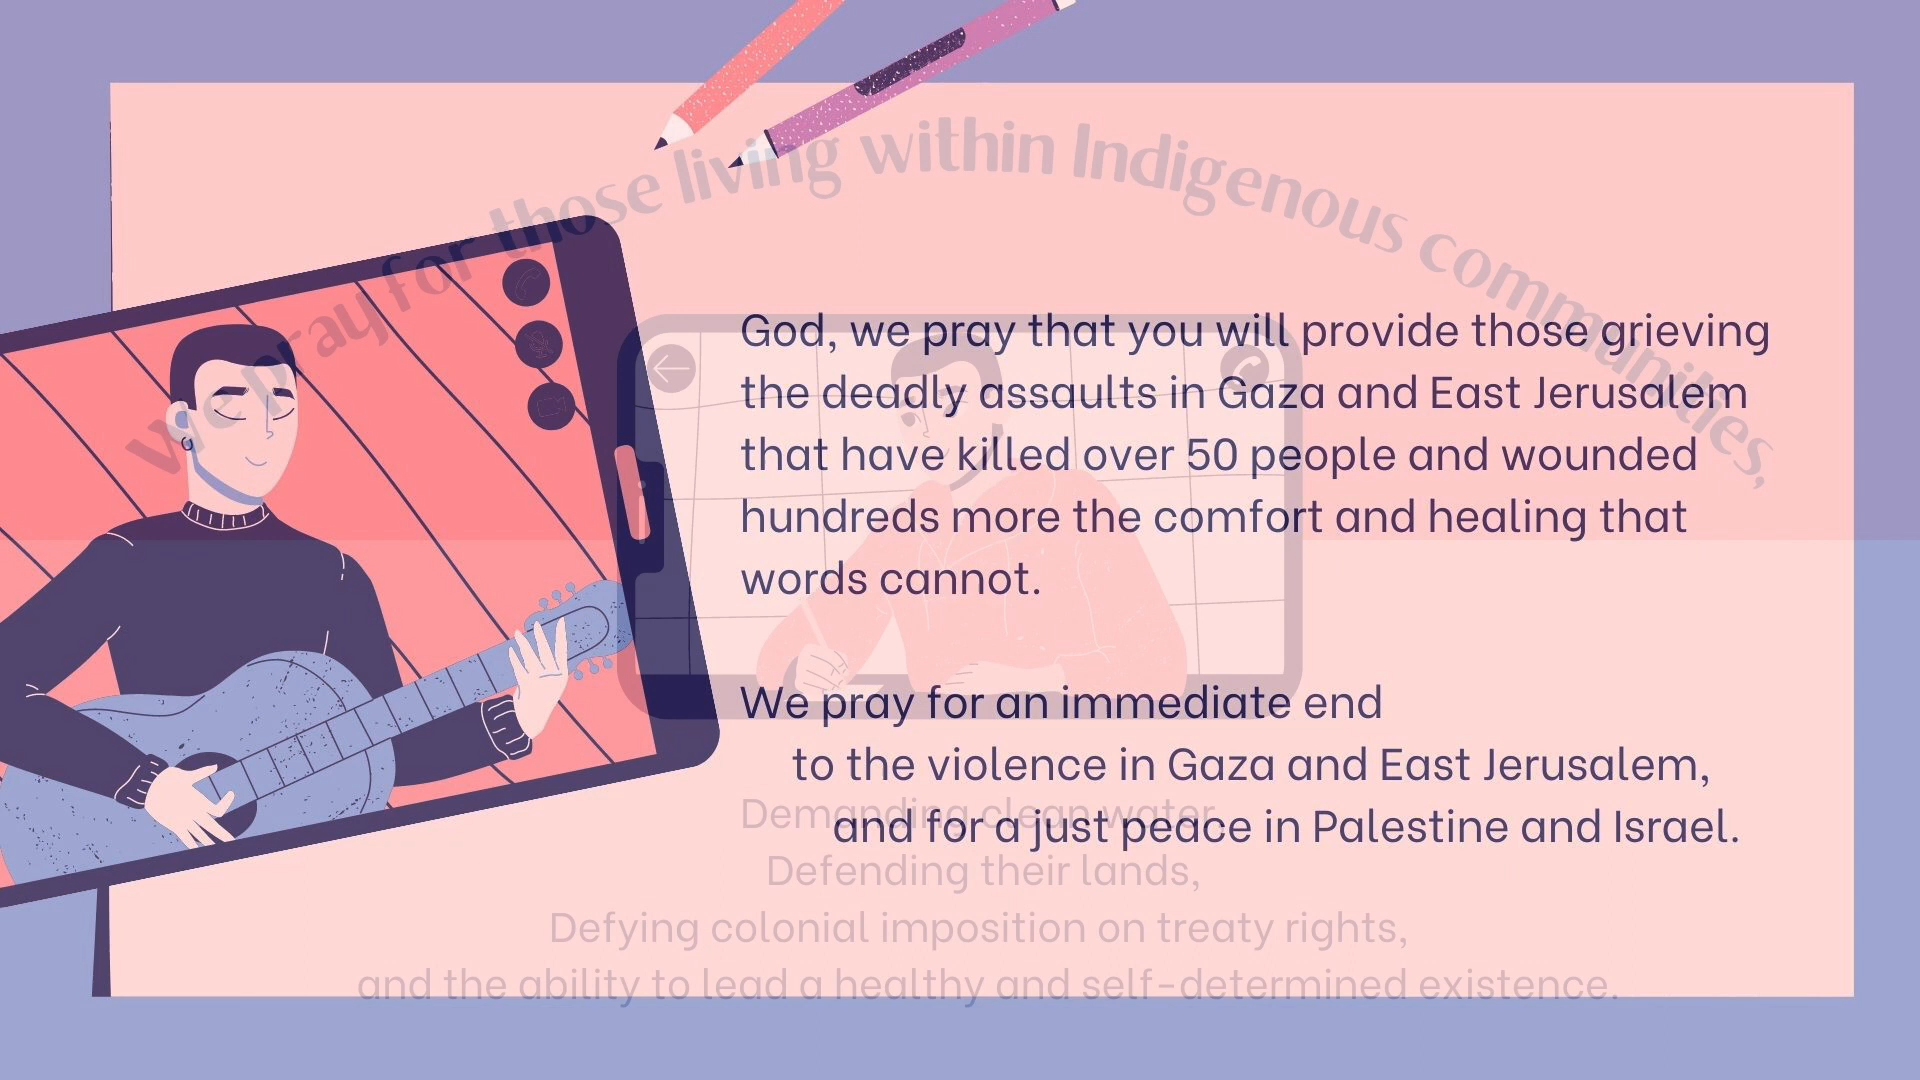 we pray for those living within Indigenous communities,
God, we pray that you will provide those grieving
the deadly assaults in Gaza and East Jerusalem
that have killed over 50 people and wounded
hundreds more the comfort and healing that
words cannot.
We pray for an immediate end
to the violence in Gaza and East Jerusalem,
and for a just peace in Palestine and Israel.
Demanding clean water,
Defending their lands,
Defying colonial imposition on treaty rights,
and the ability to lead a healthy and self-determined existence.